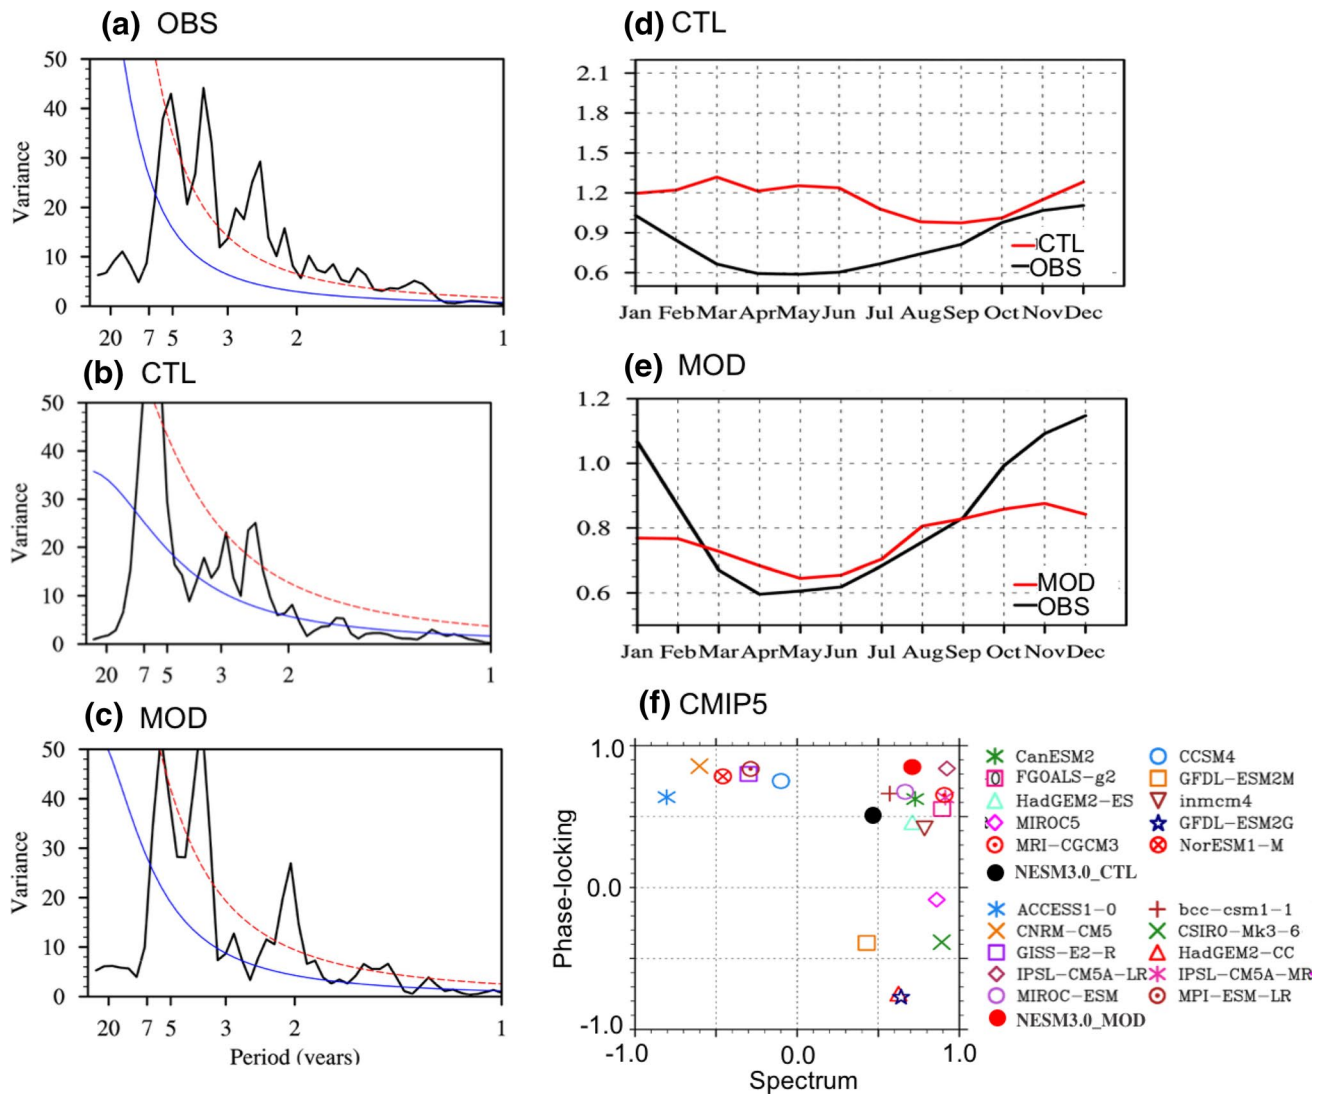 (a) OBS
50
40
30
20
10
0
Variance
20 7 5 3 2 1
(b) CTL
50
40
30
20
10
0
Variance
20 7 5 3 2 1
(c) MOD
50
40
30
20
10
0
Variance
20 7 5 3 2 1
Period (years)
(d) CTL
2.1
1.8
1.5
1.2
0.9
0.6
CTL
OBS
Jan Feb Mar Apr May Jun Jul Aug Sep Oct Nov Dec
(e) MOD
1.2
1.0
0.8
0.6
MOD
OBS
Jan Feb Mar Apr May Jun Jul Aug Sep Oct Nov Dec
(f) CMIP5
1.0
0.0
-1.0
Phase-locking
-1.0 0.0 1.0
Spectrum
CanESM2 CCSM4
FGOALS-g2 GFDL-ESM2M
HadGEM2-ES inmcm4
MIROC5 GFDL-ESM2G
MRI-CGCM3 NorESM1-M
NESM3.0_CTL
ACCESS1-0 bcc-csm1-1
CNRM-CM5 CSIRO-Mk3-6
GISS-E2-R HadGEM2-CC
IPSL-CM5A-LR IPSL-CM5A-MR
MIROC-ESM MPI-ESM-LR
NESM3.0_MOD